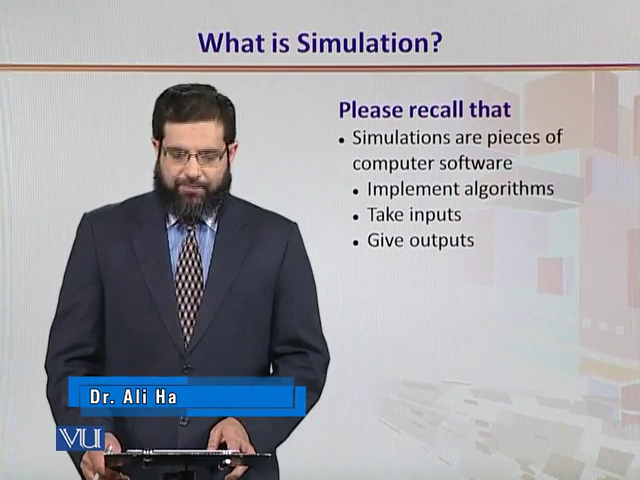 What is Simulation?
Please recall that
• Simulations are pieces of
computer software
• Implement algorithms
• Take inputs
• Give outputs
Dr. Ali Ha
VU